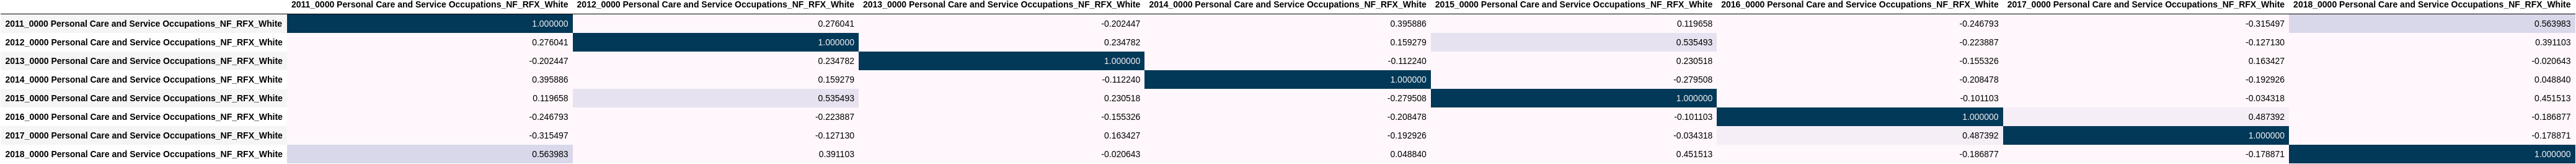 2011_0000 Personal Care and Service Occupations_NF_RFX_White 2012_0000 Personal Care and Service Occupations_NF_RFX_White 2013_0000 Personal Care and Service Occupations_NF_RFX_White 2014_0000 Personal Care and Service Occupations_NF_RFX_White 2015_0000 Personal Care and Service Occupations_NF_RFX_White 2016_0000 Personal Care and Service Occupations_NF_RFX_White 2017_0000 Personal Care and Service Occupations_NF_RFX_White 2018_0000 Personal Care and Service Occupations_NF_RFX_White
2011_0000 Personal Care and Service Occupations_NF_RFX_White 1.000000 0.276041 -0.202447 0.395886 0.119658 -0.246793 -0.315497 0.563983
2012_0000 Personal Care and Service Occupations_NF_RFX_White 0.276041 1.000000 0.234782 0.159279 0.535493 -0.223887 -0.127130 0.391103
2013_0000 Personal Care and Service Occupations_NF_RFX_White -0.202447 0.234782 1.000000 -0.112240 0.230518 -0.155326 0.163427 -0.020643
2014_0000 Personal Care and Service Occupations_NF_RFX_White 0.395886 0.159279 -0.112240 1.000000 -0.279508 -0.208478 -0.192926 0.048840
2015_0000 Personal Care and Service Occupations_NF_RFX_White 0.119658 0.535493 0.230518 -0.279508 1.000000 -0.101103 -0.034318 0.451513
2016_0000 Personal Care and Service Occupations_NF_RFX_White -0.246793 -0.223887 -0.155326 -0.208478 -0.101103 1.000000 0.487392 -0.186877
2017_0000 Personal Care and Service Occupations_NF_RFX_White -0.315497 -0.127130 0.163427 -0.192926 -0.034318 0.487392 1.000000 -0.178871
2018_0000 Personal Care and Service Occupations_NF_RFX_White 0.563983 0.391103 -0.020643 0.048840 0.451513 -0.186877 -0.178871 1.000000